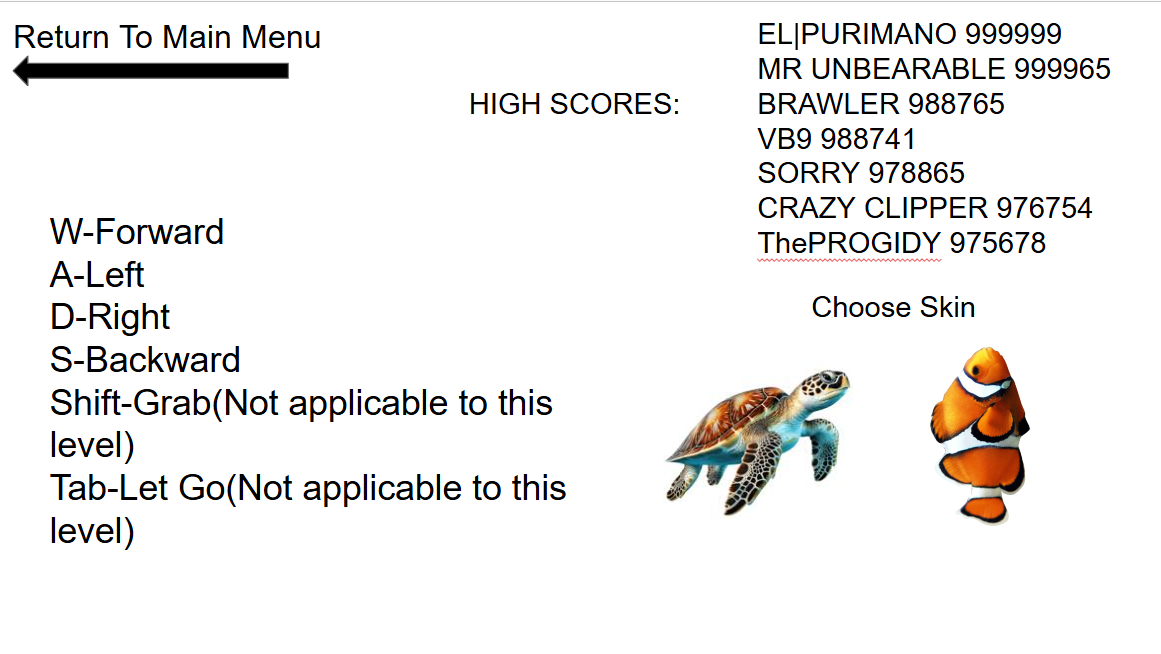 Return To Main Menu
HIGH SCORES:
EL|PURIMANO 999999
MR UNBEARABLE 999965
BRAWLER 988765
VB9 988741
SORRY 978865
CRAZY CLIPPER 976754
ThePROGIDY 975678
W-Forward
A-Left
D-Right
S-Backward
Shift-Grab(Not applicable to this
level)
Tab-Let Go(Not applicable to this
level)
Choose Skin